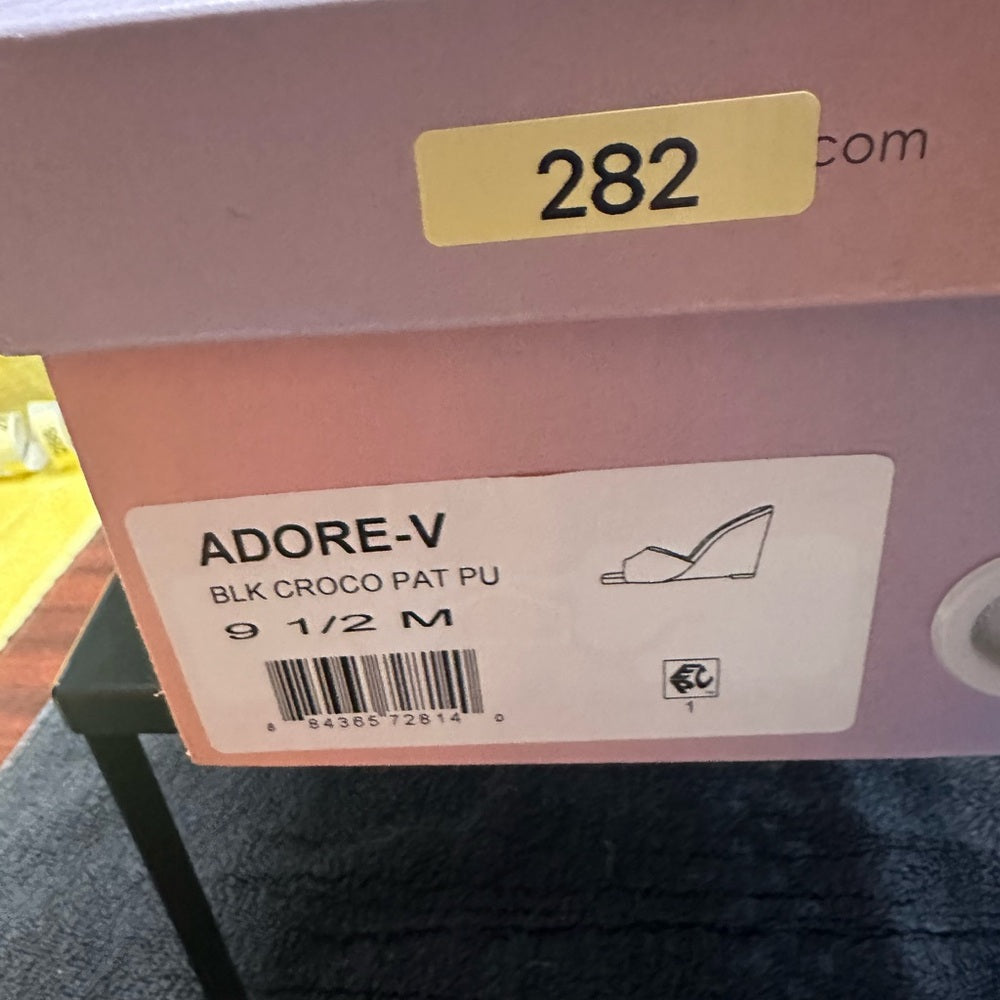 282
com
ADORE-V
BLK CROCO PAT PU
9 1/2 M
8 84365 72814 0
1